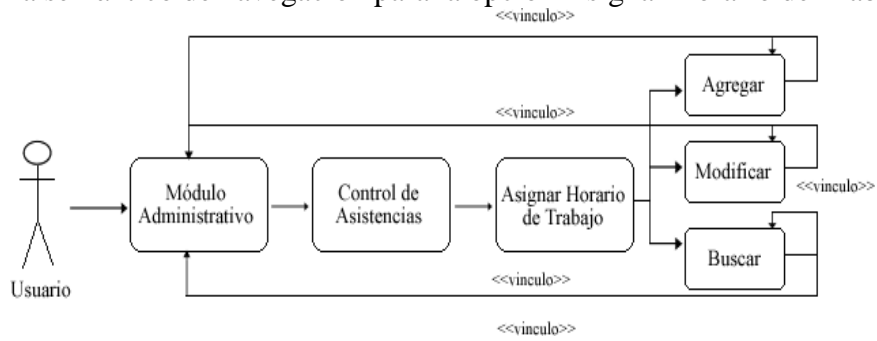 <<vinculo>>
Agregar
<<vinculo>>
Módulo
Administrativo
Control de
Asistencias
Asignar Horario
de Trabajo
Modificar
<<vinculo>>
Buscar
Usuario
<<vinculo>>
<<vinculo>>